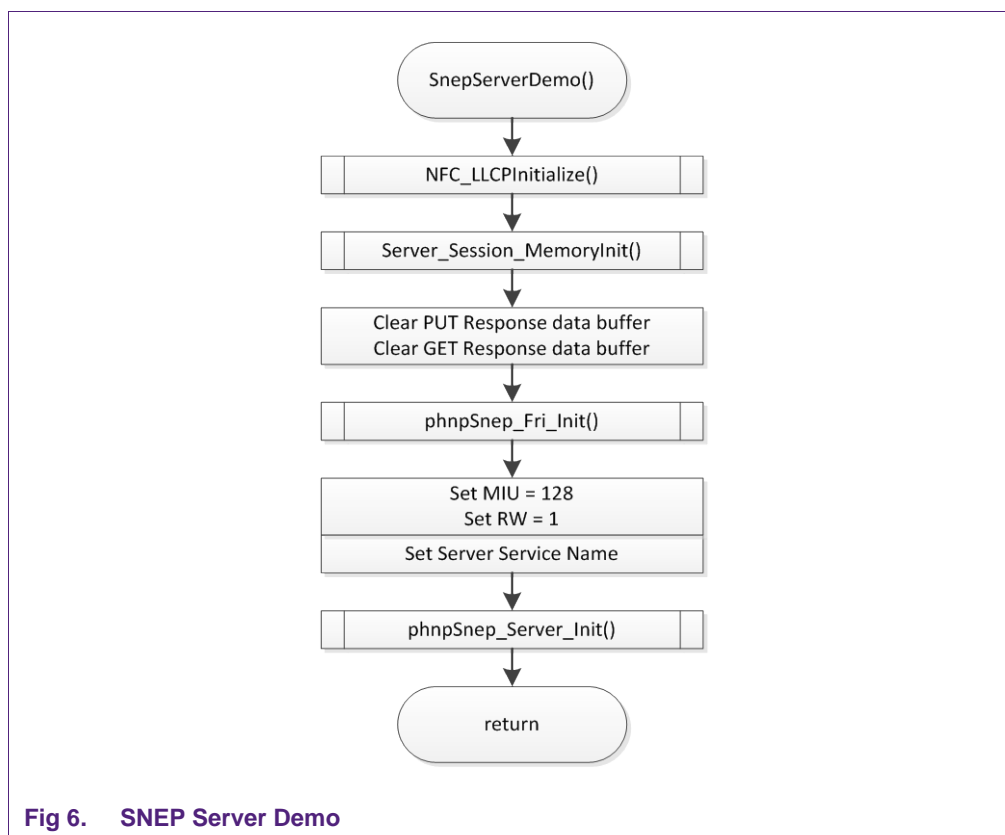 SnepServerDemo()
NFC_LLCPInitialize()
Server_Session_MemoryInit()
Clear PUT Response data buffer
Clear GET Response data buffer
phnpSnep_Fri_Init()
Set MIU = 128
Set RW = 1
Set Server Service Name
phnpSnep_Server_Init()
return
Fig 6. SNEP Server Demo